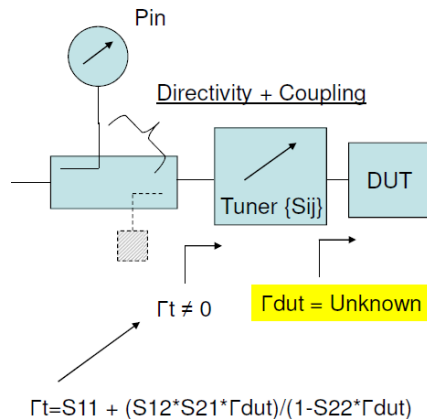 Pin
Directivity + Coupling
Tuner {Sij}
DUT
Γt ≠ 0
Γdut = Unknown
Γt=S11 + (S12*S21*Γdut)/(1-S22*Γdut)